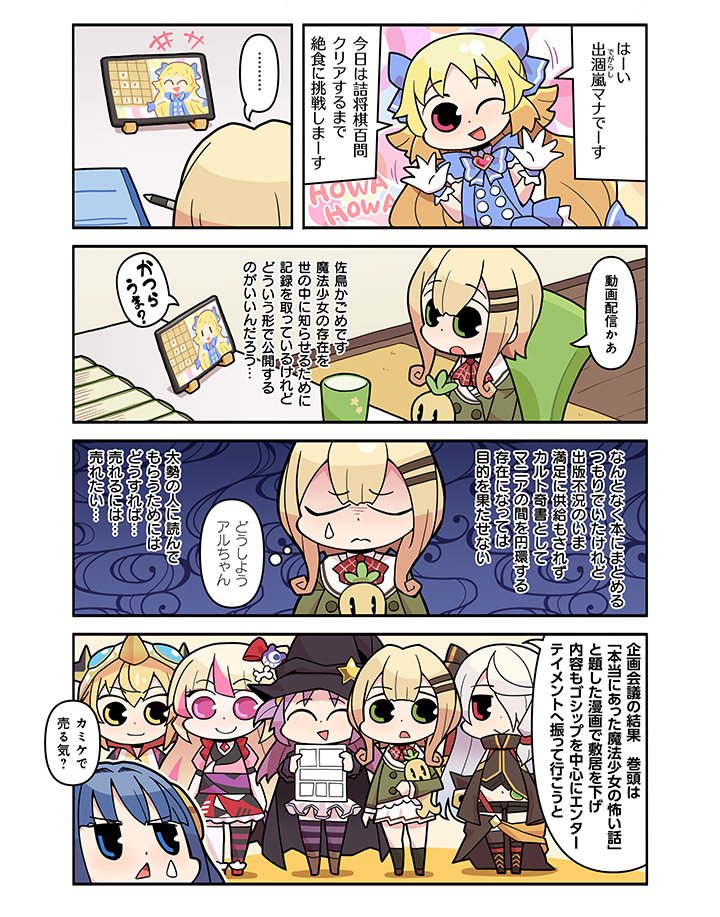 はーい
出涸嵐マナでーす
でがらし
今日は詰将棋百問
クリアするまで
絶食に挑戦しまーす
HOWA
HOWA
………
動画配信かぁ
佐鳥かごめです
魔法少女の存在を
世の中に知らせるために
記録を取っているけれど
どういう形で公開する
のがいいんだろう…
かつら
うま?
なんとなく本にまとめる
つもりでいたけれど
出版不況のいま
満足に供給もされず
カルト奇書として
マニアの間を円環する
存在になっては
目的を果たせない
どうしよう
アルちゃん
大勢の人に読んで
もらうためには
どうすれば…
売れるには…
売れたい…
企画会議の結果 巻頭は
「本当にあった魔法少女の怖い話」
と題した漫画で敷居を下げ
内容もゴシップを中心にエンター
テイメントへ振って行こうと
カミケで
売る気?